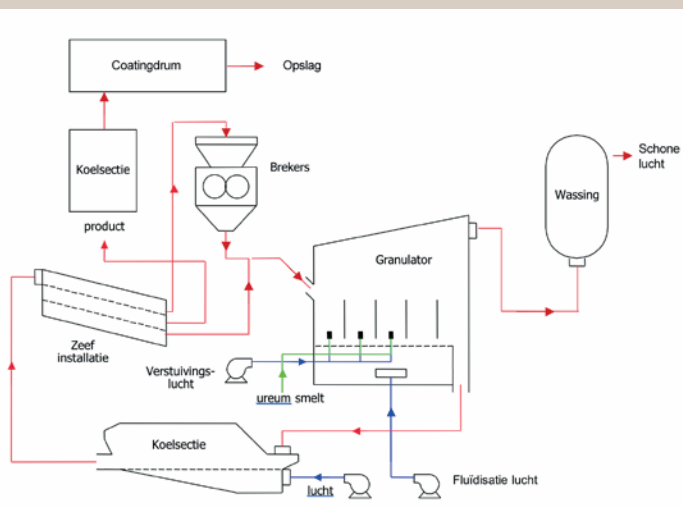 Coatingdrum
Opslag
Koelsectie
Brekers
product
Schone
lucht
Wassing
Granulator
Zeef
installatie
Verstuivings-
lucht
ureum smelt
Koelsectie
lucht
Fluïdisatie lucht